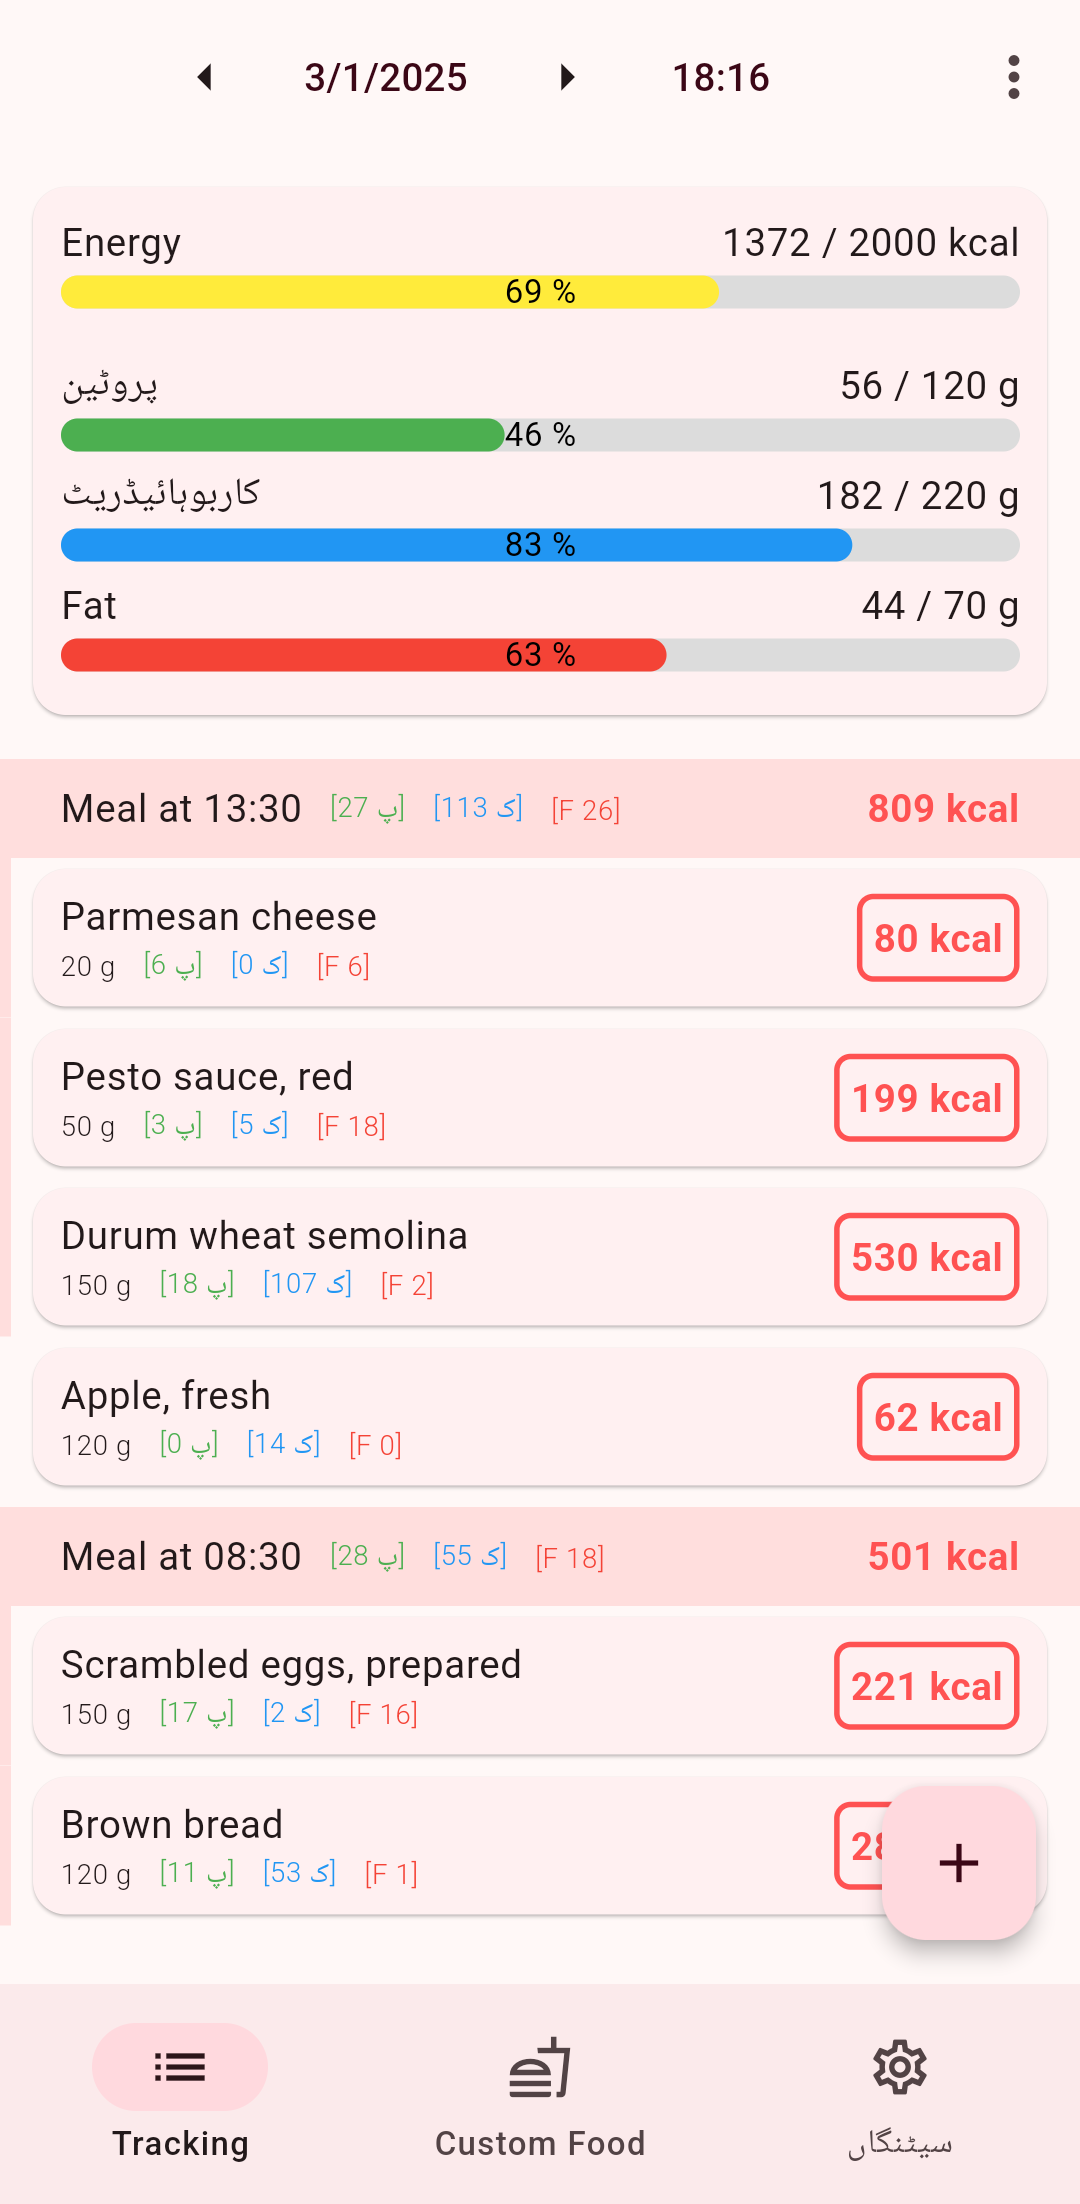 3/1/2025 18:16
Energy 1372 / 2000 kcal
69 %
پروٹین 56 / 120 g
46 %
کاربوہائیڈریٹ 182 / 220 g
83 %
Fat 44 / 70 g
63 %
Meal at 13:30 [27 پ] [113 ک] [F 26] 809 kcal
Parmesan cheese
20 g [6 پ] [0 ک] [F 6] 80 kcal
Pesto sauce, red
50 g [3 پ] [5 ک] [F 18] 199 kcal
Durum wheat semolina
150 g [18 پ] [107 ک] [F 2] 530 kcal
Apple, fresh
120 g [0 پ] [14 ک] [F 0] 62 kcal
Meal at 08:30 [28 پ] [55 ک] [F 18] 501 kcal
Scrambled eggs, prepared
150 g [17 پ] [2 ک] [F 16] 221 kcal
Brown bread
120 g [11 پ] [53 ک] [F 1]
Tracking Custom Food سیٹنگاں